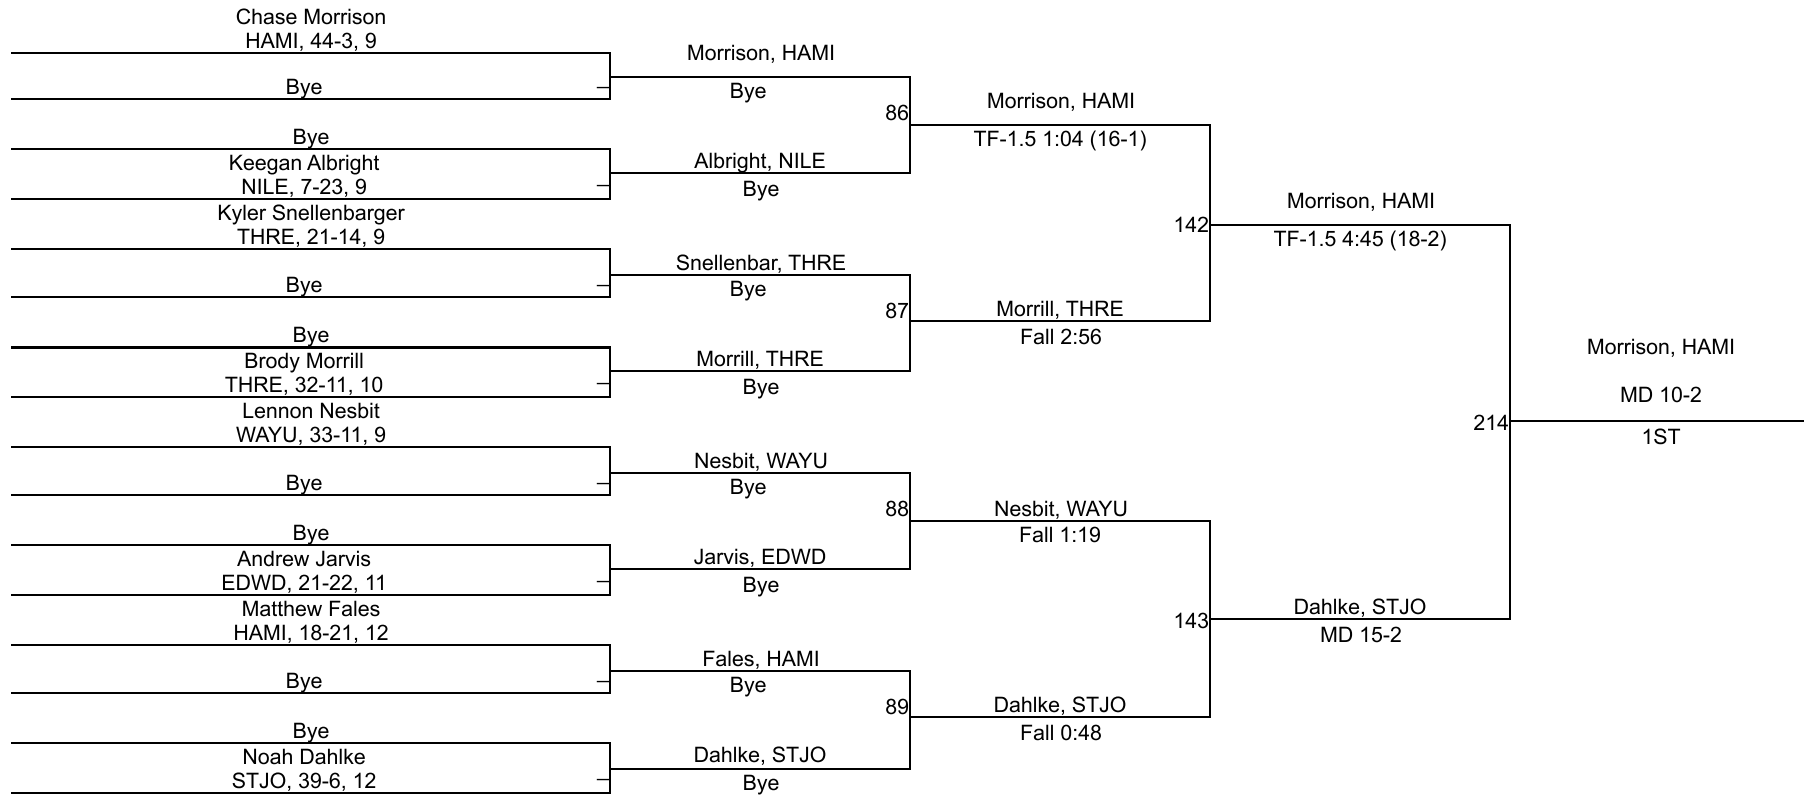 Chase Morrison
HAMI, 44-3, 9
Bye
Bye
Keegan Albright
NILE, 7-23, 9
Kyler Snellenbarger
THRE, 21-14, 9
Bye
Bye
Brody Morrill
THRE, 32-11, 10
Lennon Nesbit
WAYU, 33-11, 9
Bye
Bye
Andrew Jarvis
EDWD, 21-22, 11
Matthew Fales
HAMI, 18-21, 12
Bye
Bye
Noah Dahlke
STJO, 39-6, 12
Morrison, HAMI
Bye
86
Albright, NILE
Bye
Snellenbar, THRE
Bye
87
Morrill, THRE
Bye
Nesbit, WAYU
Bye
88
Jarvis, EDWD
Bye
Fales, HAMI
Bye
89
Dahlke, STJO
Bye
Morrison, HAMI
TF-1.5 1:04 (16-1)
142
Morrill, THRE
Fall 2:56
Nesbit, WAYU
Fall 1:19
143
Dahlke, STJO
Fall 0:48
Morrison, HAMI
TF-1.5 4:45 (18-2)
214
Dahlke, STJO
MD 15-2
Morrison, HAMI
MD 10-2
1ST